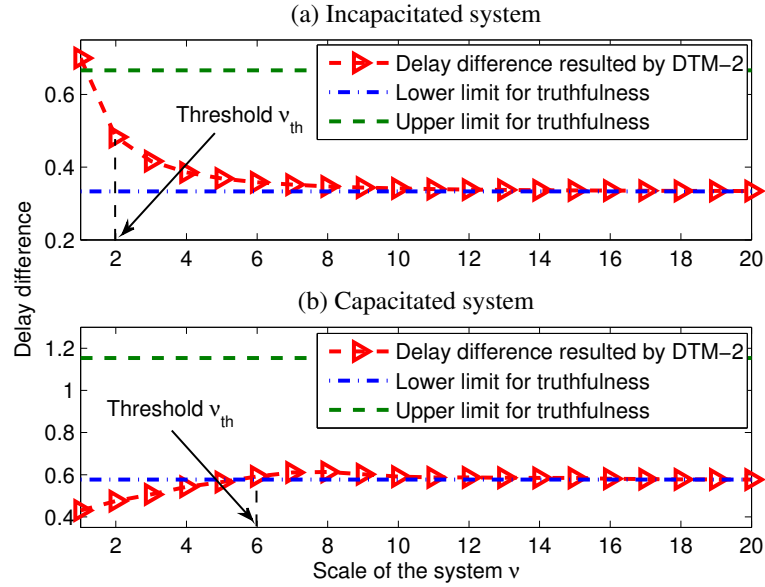 (a) Incapacitated system
Delay difference resulted by DTM−2
Lower limit for truthfulness
Upper limit for truthfulness
Threshold νth
0.6
0.4
0.2
2 4 6 8 10 12 14 16 18 20
Delay difference
(b) Capacitated system
Delay difference resulted by DTM−2
Lower limit for truthfulness
Upper limit for truthfulness
Threshold νth
1.2
1
0.8
0.6
0.4
2 4 6 8 10 12 14 16 18 20
Scale of the system ν